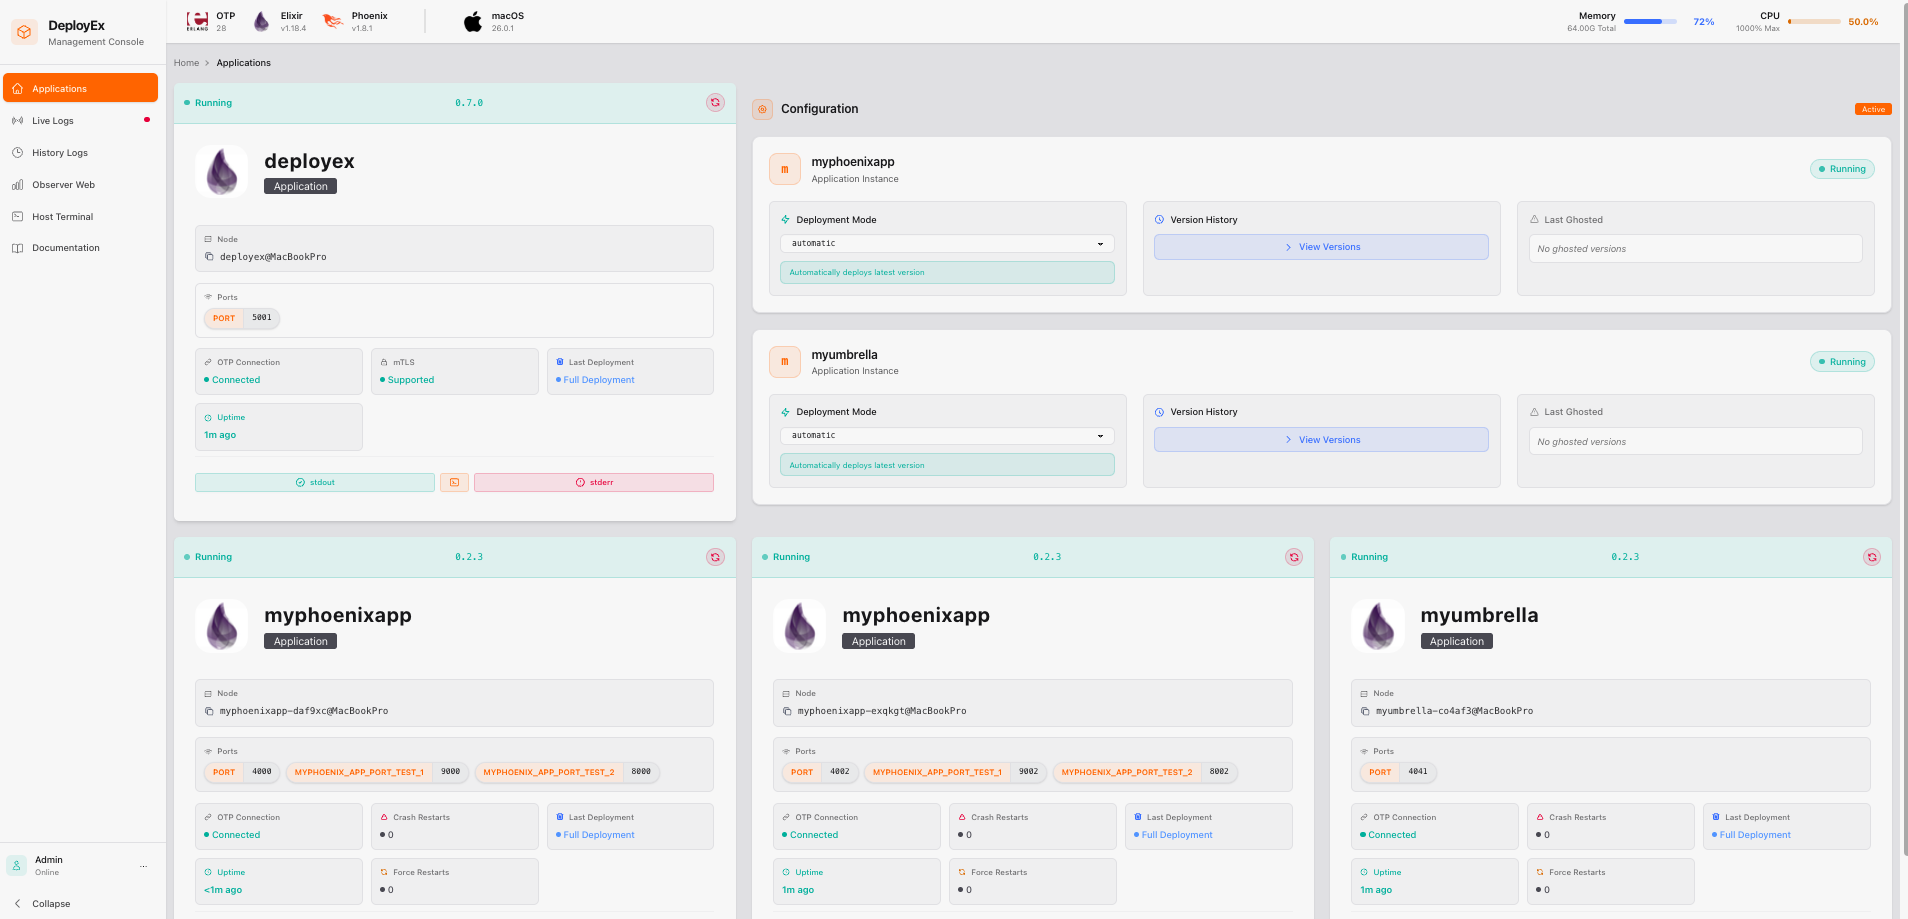 DeployEx
Management Console
Applications
Live Logs
History Logs
Observer Web
Host Terminal
Documentation
Admin
Online
...
Collapse
ERLANG
OTP
28
Elixir
v1.18.4
Phoenix
v1.8.1
macOS
26.0.1
Memory
64.00G Total
72%
CPU
1000% Max
50.0%
Home > Applications
Running
0.7.0
deployex
Application
Node
deployex@MacBookPro
Ports
PORT 5001
OTP Connection
Connected
mTLS
Supported
Last Deployment
Full Deployment
Uptime
1m ago
stdout
stderr
Configuration
Active
m
myphoenixapp
Application Instance
Running
Deployment Mode
automatic
Automatically deploys latest version
Version History
View Versions
Last Ghosted
No ghosted versions
m
myumbrella
Application Instance
Running
Deployment Mode
automatic
Automatically deploys latest version
Version History
View Versions
Last Ghosted
No ghosted versions
Running
0.2.3
myphoenixapp
Application
Node
myphoenixapp-daf9xc@MacBookPro
Ports
PORT 4000 MYPHOENIX_APP_PORT_TEST_1 9000 MYPHOENIX_APP_PORT_TEST_2 8000
OTP Connection
Connected
Crash Restarts
0
Last Deployment
Full Deployment
Uptime
<1m ago
Force Restarts
0
Running
0.2.3
myphoenixapp
Application
Node
myphoenixapp-exqkgt@MacBookPro
Ports
PORT 4002 MYPHOENIX_APP_PORT_TEST_1 9002 MYPHOENIX_APP_PORT_TEST_2 8002
OTP Connection
Connected
Crash Restarts
0
Last Deployment
Full Deployment
Uptime
1m ago
Force Restarts
0
Running
0.2.3
myumbrella
Application
Node
myumbrella-co4af3@MacBookPro
Ports
PORT 4041
OTP Connection
Connected
Crash Restarts
0
Last Deployment
Full Deployment
Uptime
1m ago
Force Restarts
0